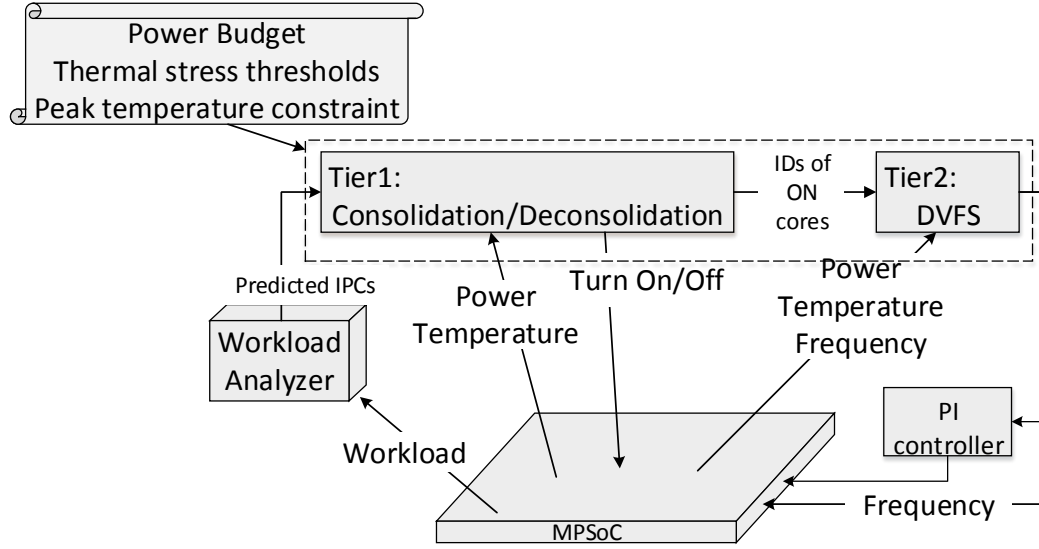 Power Budget
Thermal stress thresholds
Peak temperature constraint
Tier1:
Consolidation/Deconsolidation
IDs of
ON
cores
Tier2:
DVFS
Predicted IPCs
Workload
Analyzer
Power
Temperature
Turn On/Off
Power
Temperature
Frequency
PI
controller
Workload
Frequency
MPSoC